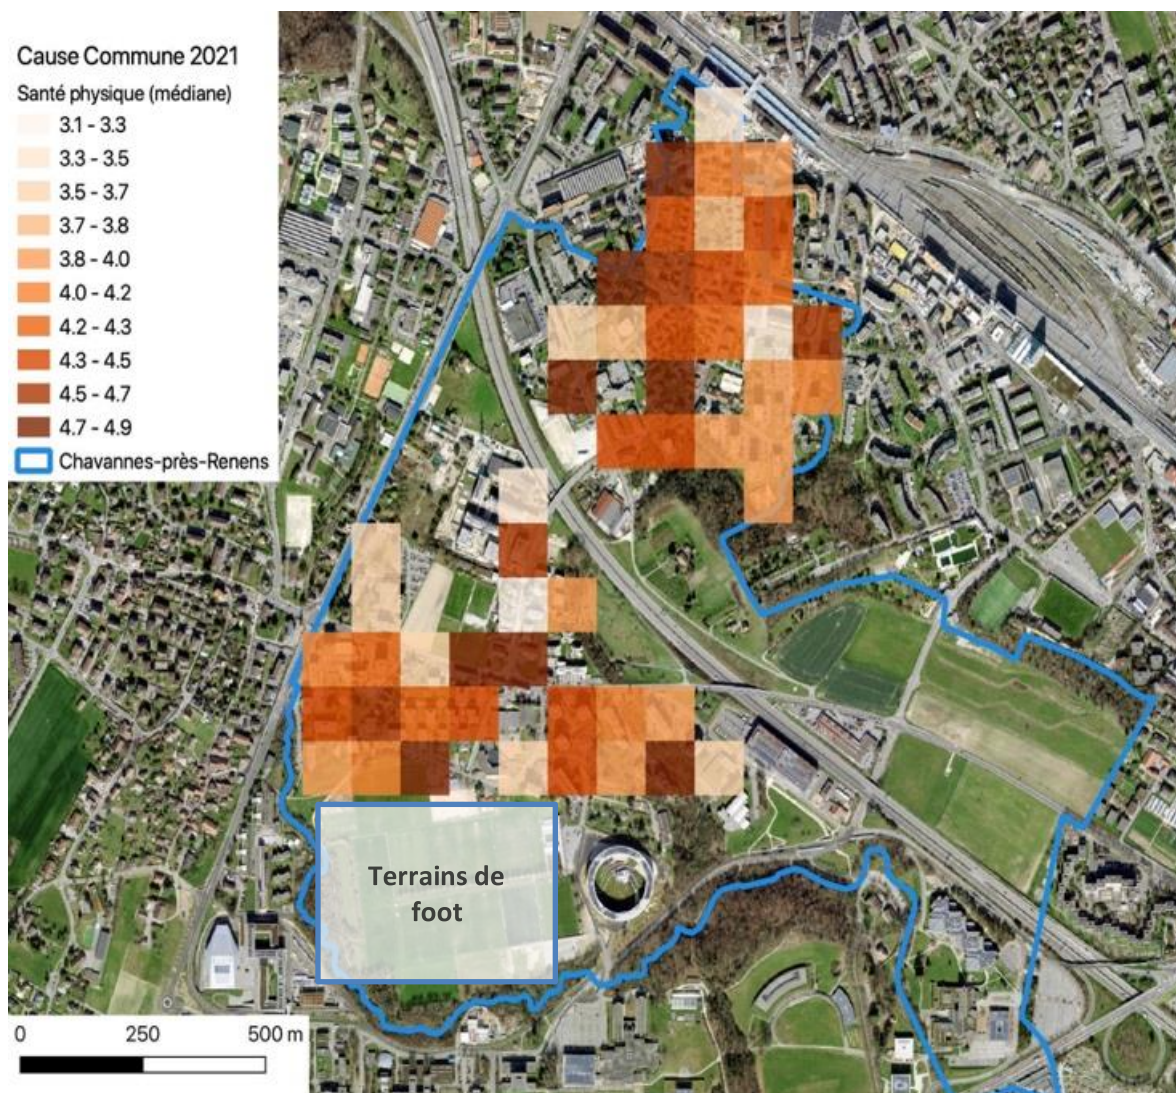 Cause Commune 2021
Santé physique (médiane)
3.1 - 3.3
3.3 - 3.5
3.5 - 3.7
3.7 - 3.8
3.8 - 4.0
4.0 - 4.2
4.2 - 4.3
4.3 - 4.5
4.5 - 4.7
4.7 - 4.9
Chavannes-près-Renens
Terrains de
foot
0 250 500 m